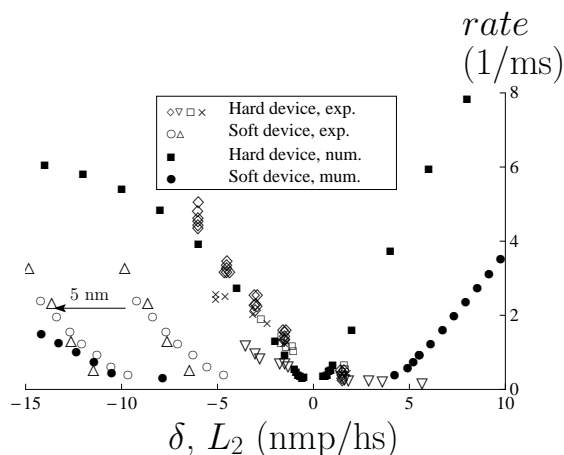 rate
(1/ms)
8
Hard device, exp.
Soft device, exp.
Hard device, num.
Soft device, mum.
6
4
5 nm
2
0
−15
−10
−5
0
5
10
δ, L₂ (nmp/hs)